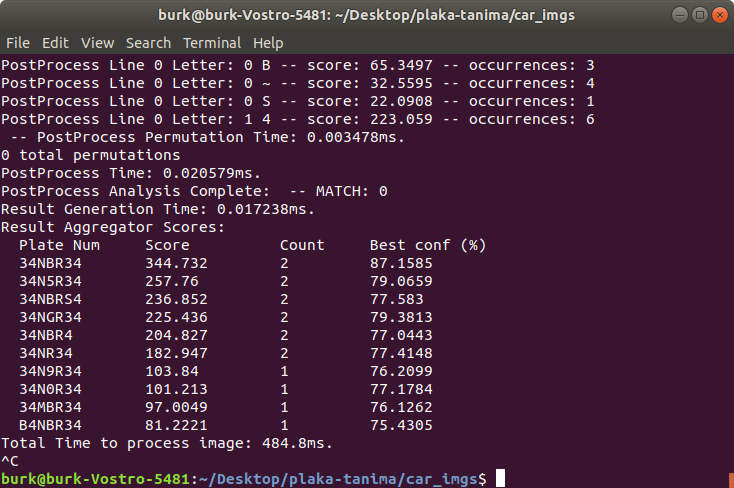 burk@burk-Vostro-5481: ~/Desktop/plaka-tanima/car_imgs
File Edit View Search Terminal Help
PostProcess Line 0 Letter: 0 B -- score: 65.3497 -- occurrences: 3
PostProcess Line 0 Letter: 0 ~ -- score: 32.5595 -- occurrences: 4
PostProcess Line 0 Letter: 0 S -- score: 22.0908 -- occurrences: 1
PostProcess Line 0 Letter: 1 4 -- score: 223.059 -- occurrences: 6
 -- PostProcess Permutation Time: 0.003478ms.
0 total permutations
PostProcess Time: 0.020579ms.
PostProcess Analysis Complete:  -- MATCH: 0
Result Generation Time: 0.017238ms.
Result Aggregator Scores:
  Plate Num     Score          Count     Best conf (%)
  34NBR34       344.732        2         87.1585
  34N5R34       257.76         2         79.0659
  34NBRS4       236.852        2         77.583
  34NGR34       225.436        2         79.3813
  34NBR4        204.827        2         77.0443
  34NR34        182.947        2         77.4148
  34N9R34       103.84         1         76.2099
  34N0R34       101.213        1         77.1784
  34MBR34       97.0049        1         76.1262
  B4NBR34       81.2221        1         75.4305
Total Time to process image: 484.8ms.
^C
burk@burk-Vostro-5481:~/Desktop/plaka-tanima/car_imgs$